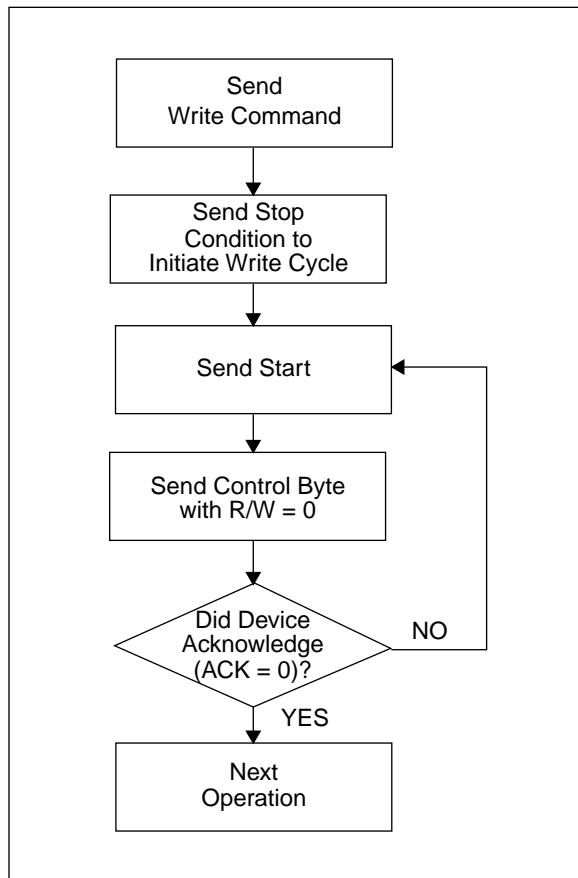 Send
Write Command
Send Stop
Condition to
Initiate Write Cycle
Send Start
Send Control Byte
with R/W = 0
Did Device
Acknowledge
(ACK = 0)?
NO
YES
Next
Operation